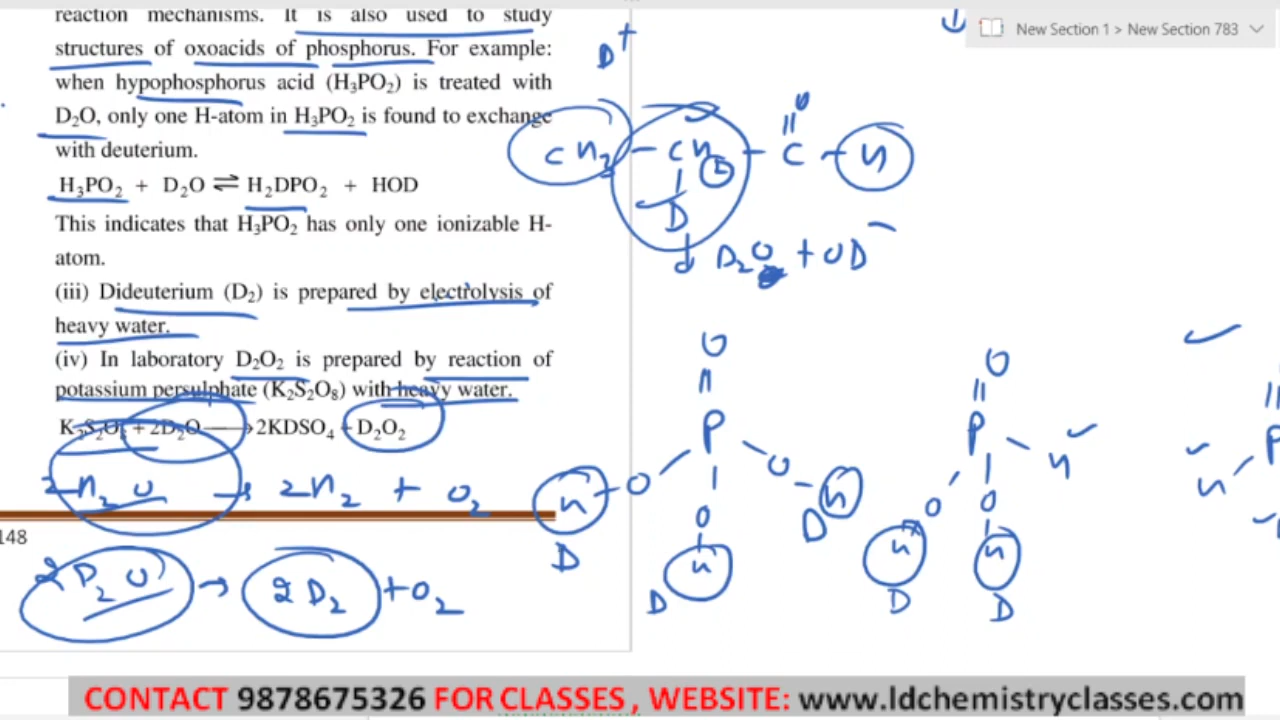 reaction mechanisms. It is also used to study
structures of oxoacids of phosphorus. For example:
when hypophosphorus acid (H₃PO₂) is treated with
D₂O, only one H-atom in H₃PO₂ is found to exchange
with deuterium.
H₃PO₂ + D₂O ⇌ H₂DPO₂ + HOD
This indicates that H₃PO₂ has only one ionizable H-
atom.
(iii) Dideuterium (D₂) is prepared by electrolysis of
heavy water.
(iv) In laboratory D₂O₂ is prepared by reaction of
potassium persulphate (K₂S₂O₈) with heavy water.
K₂S₂O₈ + 2D₂O ⟶ 2KDSO₄ + D₂O₂
2H₂O → 2H₂ + O₂
148
2D₂O → 2D₂ + O₂
New Section 1 > New Section 783
D⁺
O
CH₃ – CH – C – H
D
D₂O + OD⁻
O O
P P P
H O O H H H
O O O
H H H
D D D D D
CONTACT 9878675326 FOR CLASSES , WEBSITE: www.ldchemistryclasses.com